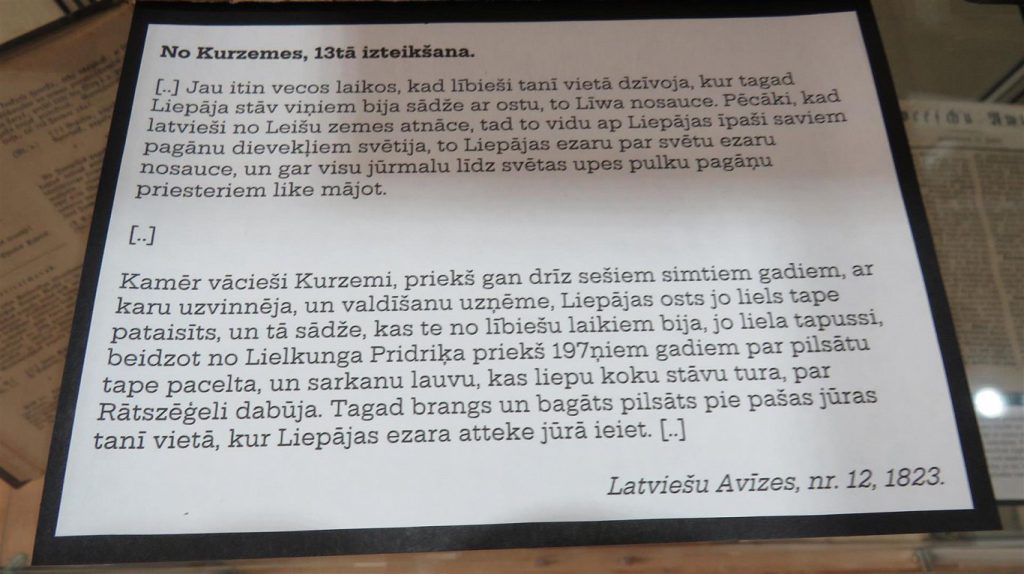 No Kurzemes, 13tā izteikšana.
[..] Jau itin vecos laikos, kad lībieši tanī vietā dzīvoja, kur tagad
Liepāja stāv viņiem bija sādže ar ostu, to Līwa nosauce. Pēcāki, kad
latvieši no Leišu zemes atnāce, tad to vidu ap Liepājas īpaši saviem
pagānu dievekļiem svētija, to Liepājas ezaru par svētu ezaru
nosauce, un gar visu jūrmalu līdz svētas upes pulku pagāņu
priesteriem like mājot.
[..]
Kamēr vācieši Kurzemi, priekš gan drīz sešiem simtiem gadiem, ar
karu uzvinnēja, un valdīšanu uzņēme, Liepājas osts jo liels tape
pataisīts, un tā sādže, kas te no lībiešu laikiem bija, jo liela tapussi,
beidzot no Lielkunga Pridriķa priekš 197ņiem gadiem par pilsātu
tape pacelta, un sarkanu lauvu, kas liepu koku stāvu tura, par
Rātszēģeli dabūja. Tagad brangs un bagāts pilsāts pie pašas jūras
tanī vietā, kur Liepājas ezara atteke jūrā ieiet. [..]
Latviešu Avīzes, nr. 12, 1823.